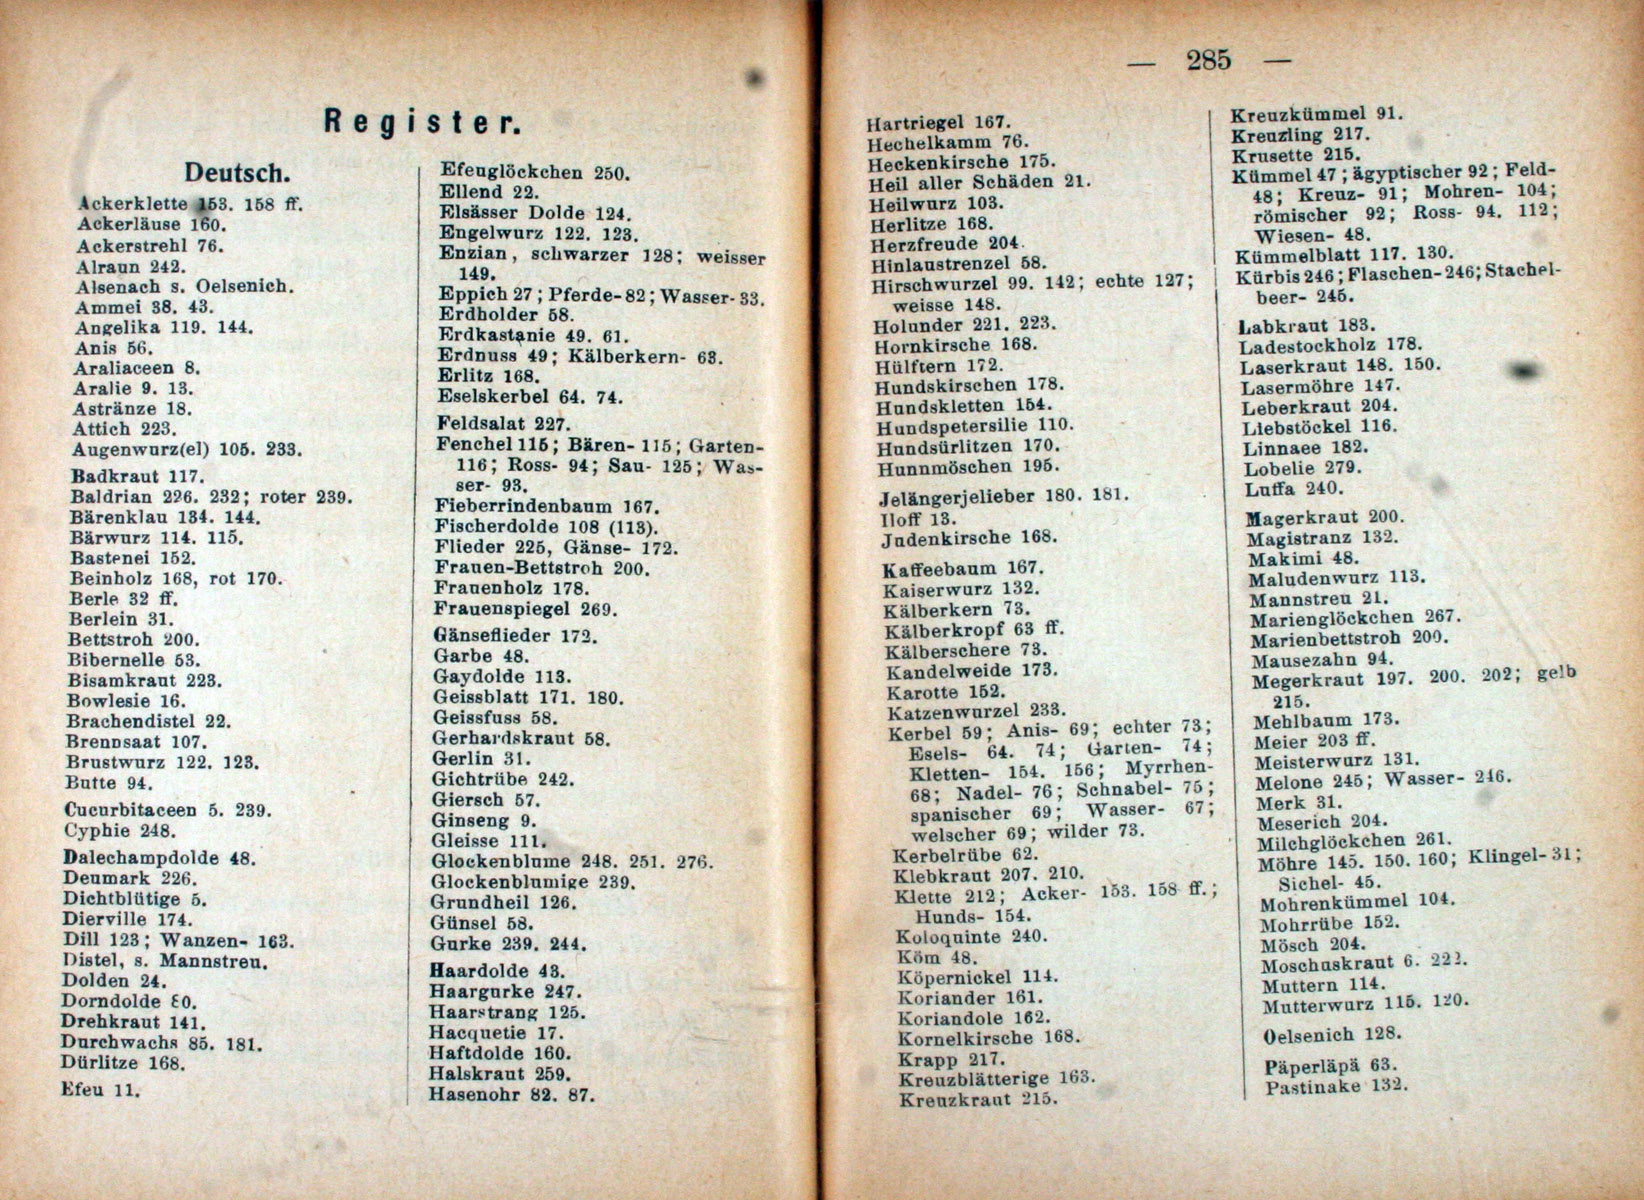 Register.
Deutsch.
Ackerklette 153. 158 ff.
Ackerläuse 160.
Ackerstrehl 76.
Alraun 242.
Alsenach s. Oelsenich.
Ammei 38. 43.
Angelika 119. 144.
Anis 56.
Araliaceen 8.
Aralie 9. 13.
Astränze 18.
Attich 223.
Augenwurz(el) 105. 233.
Badkraut 117.
Baldrian 226. 232; roter 239.
Bärenklau 134. 144.
Bärwurz 114. 115.
Bastenei 152.
Beinholz 168, rot 170.
Berle 32 ff.
Berlein 31.
Bettstroh 200.
Bibernelle 53.
Bisamkraut 223.
Bowlesie 16.
Brachendistel 22.
Brennsaat 107.
Brustwurz 122. 123.
Butte 94.
Cucurbitaceen 5. 239.
Cyphie 248.
Dalechampdolde 48.
Denmark 226.
Dichtblütige 5.
Dierville 174.
Dill 123; Wanzen- 163.
Distel, s. Mannstreu.
Dolden 24.
Dorndolde 80.
Drehkraut 141.
Durchwachs 85. 181.
Dürlitze 168.
Efeu 11.
Efeuglöckchen 250.
Ellend 22.
Elsässer Dolde 124.
Engelwurz 122. 123.
Enzian, schwarzer 128; weisser
149.
Eppich 27; Pferde- 82; Wasser- 33.
Erdholder 58.
Erdkastanie 49. 61.
Erdnuss 49; Kälberkern- 63.
Erlitz 168.
Eselskerbel 64. 74.
Feldsalat 227.
Fenchel 115; Bären- 115; Garten-
116; Ross- 94; Sau- 125; Was-
ser- 93.
Fieberrindenbaum 167.
Fischerdolde 108 (113).
Flieder 225, Gänse- 172.
Frauen-Bettstroh 200.
Frauenholz 178.
Frauenspiegel 269.
Gänseflieder 172.
Garbe 48.
Gaydolde 113.
Geissblatt 171. 180.
Geissfuss 58.
Gerhardskraut 58.
Gerlin 31.
Gichtrübe 242.
Giersch 57.
Ginseng 9.
Gleisse 111.
Glockenblume 248. 251. 276.
Glockenblumige 239.
Grundheil 126.
Günsel 58.
Gurke 239. 244.
Haardolde 43.
Haargurke 247.
Haarstrang 125.
Hacquetie 17.
Haftdolde 160.
Halskraut 259.
Hasenohr 82. 87.
— 285 —
Hartriegel 167.
Hechelkamm 76.
Heckenkirsche 175.
Heil aller Schäden 21.
Heilwurz 103.
Herlitze 168.
Herzfreude 204.
Hinlaustrenzel 58.
Hirschwurzel 99. 142; echte 127;
weisse 148.
Holunder 221. 223.
Hornkirsche 168.
Hülftern 172.
Hundskirschen 178.
Hundskletten 154.
Hundspetersilie 110.
Hundsürlitzen 170.
Hunnmöschen 195.
Jelängerjelieber 180. 181.
Iloff 13.
Judenkirsche 168.
Kaffeebaum 167.
Kaiserwurz 132.
Kälberkern 73.
Kälberkropf 63 ff.
Kälberschere 73.
Kandelweide 173.
Karotte 152.
Katzenwurzel 233.
Kerbel 59; Anis- 69; echter 73;
Esels- 64. 74; Garten- 74;
Kletten- 154. 156; Myrrhen-
68; Nadel- 76; Schnabel- 75;
spanischer 69; Wasser- 67;
welscher 69; wilder 73.
Kerbelrübe 62.
Klebkraut 207. 210.
Klette 212; Acker- 153. 158 ff.;
Hunds- 154.
Koloquinte 240.
Köm 48.
Köpernickel 114.
Koriander 161.
Koriandole 162.
Kornelkirsche 168.
Krapp 217.
Kreuzblätterige 163.
Kreuzkraut 215.
Kreuzkümmel 91.
Kreuzling 217.
Krusette 215.
Kümmel 47; ägyptischer 92; Feld-
48; Kreuz- 91; Mohren- 104;
römischer 92; Ross- 94. 112;
Wiesen- 48.
Kümmelblatt 117. 130.
Kürbis 246; Flaschen- 246; Stachel-
beer- 245.
Labkraut 183.
Ladestockholz 178.
Laserkraut 148. 150.
Lasermöhre 147.
Leberkraut 204.
Liebstöckel 116.
Linnaee 182.
Lobelie 279.
Luffa 240.
Magerkraut 200.
Magistranz 132.
Makimi 48.
Maludenwurz 113.
Mannstreu 21.
Marienglöckchen 267.
Marienbettstroh 200.
Mausezahn 94.
Megerkraut 197. 200. 202; gelb
215.
Mehlbaum 173.
Meier 203 ff.
Meisterwurz 131.
Melone 245; Wasser- 246.
Merk 31.
Meserich 204.
Milchglöckchen 261.
Möhre 145. 150. 160; Klingel- 31;
Sichel- 45.
Mohrenkümmel 104.
Mohrrübe 152.
Mösch 204.
Moschuskraut 6. 222.
Muttern 114.
Mutterwurz 115. 120.
Oelsenich 128.
Päperläpä 63.
Pastinake 132.